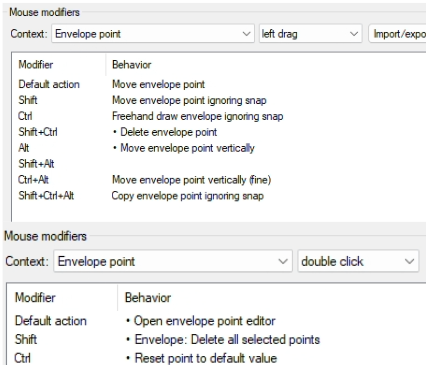 Mouse modifiers
Context: Envelope point left drag Import/expo
Modifier Behavior
Default action Move envelope point
Shift Move envelope point ignoring snap
Ctrl Freehand draw envelope ignoring snap
Shift+Ctrl • Delete envelope point
Alt • Move envelope point vertically
Shift+Alt
Ctrl+Alt Move envelope point vertically (fine)
Shift+Ctrl+Alt Copy envelope point ignoring snap
Mouse modifiers
Context: Envelope point double click
Modifier Behavior
Default action • Open envelope point editor
Shift • Envelope: Delete all selected points
Ctrl • Reset point to default value